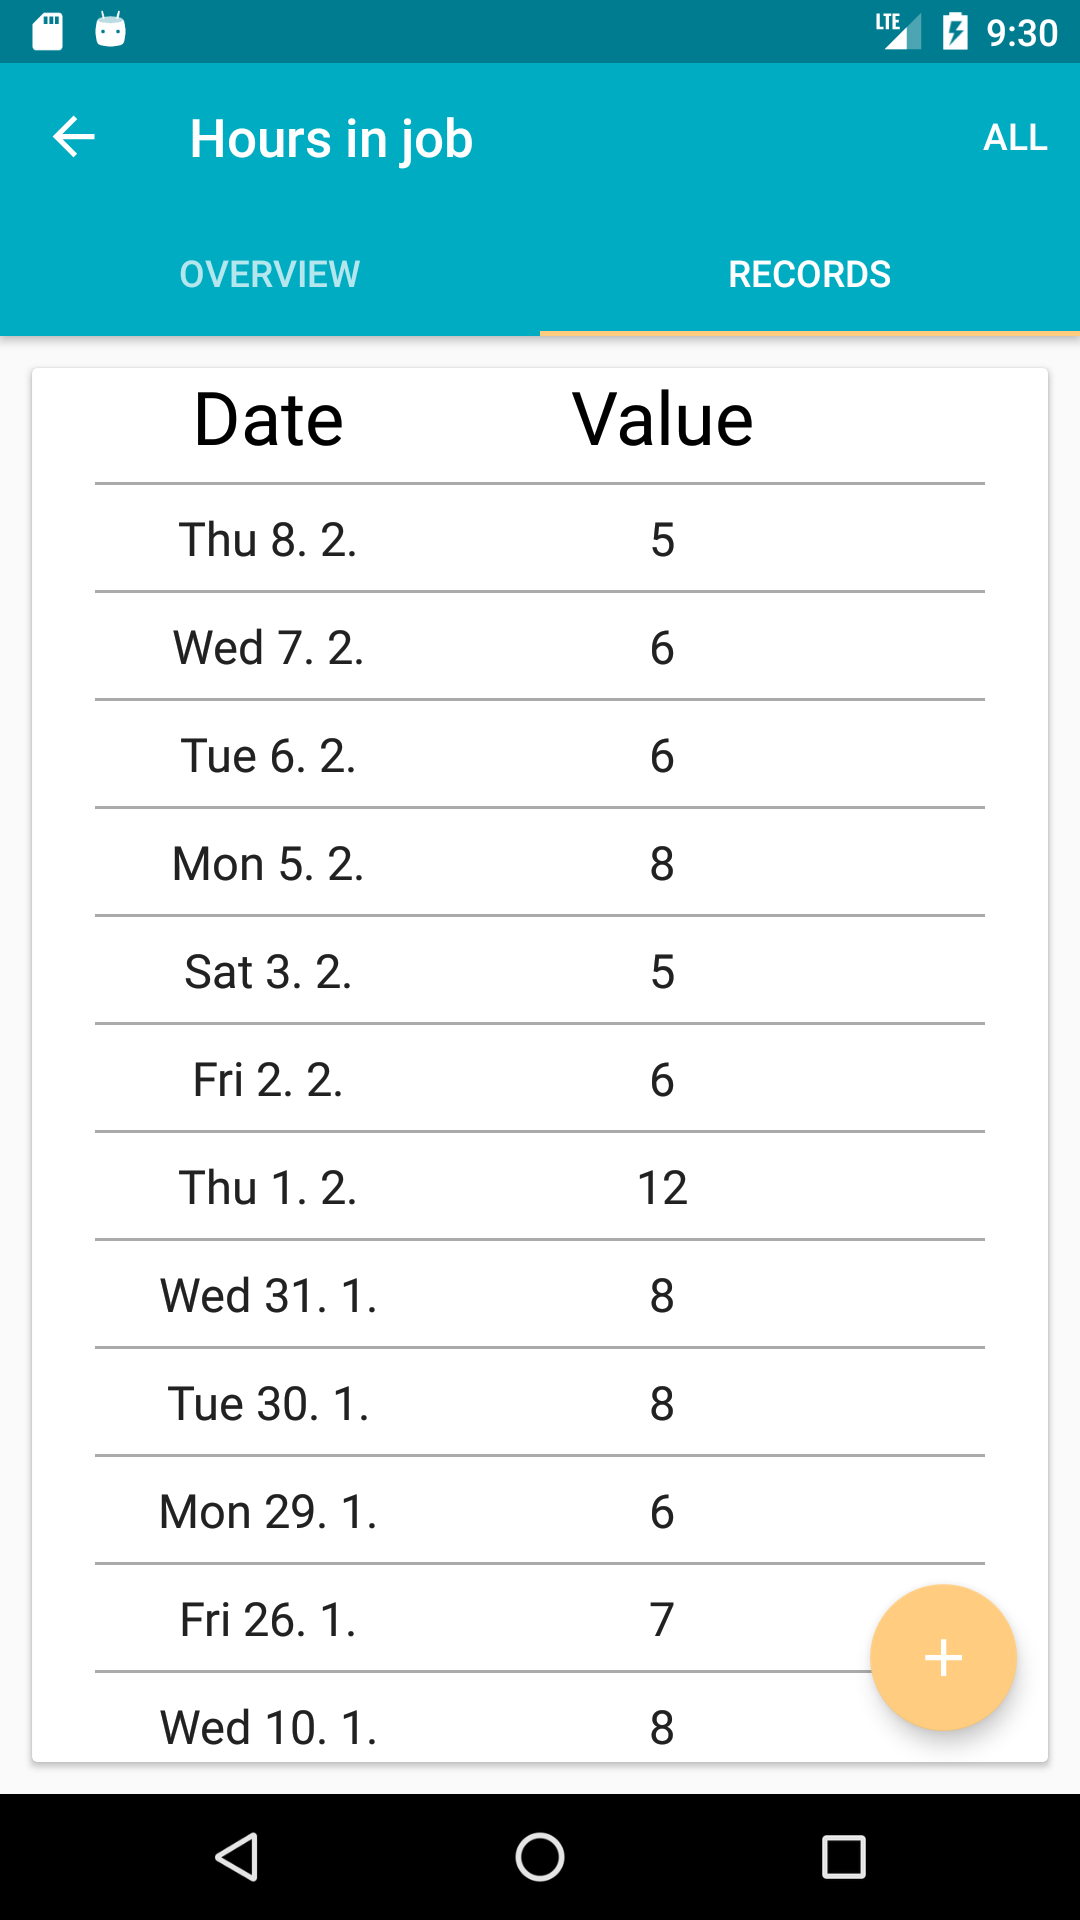 LTE 9:30
Hours in job ALL
OVERVIEW RECORDS
Date Value
Thu 8. 2. 5
Wed 7. 2. 6
Tue 6. 2. 6
Mon 5. 2. 8
Sat 3. 2. 5
Fri 2. 2. 6
Thu 1. 2. 12
Wed 31. 1. 8
Tue 30. 1. 8
Mon 29. 1. 6
Fri 26. 1. 7
Wed 10. 1. 8